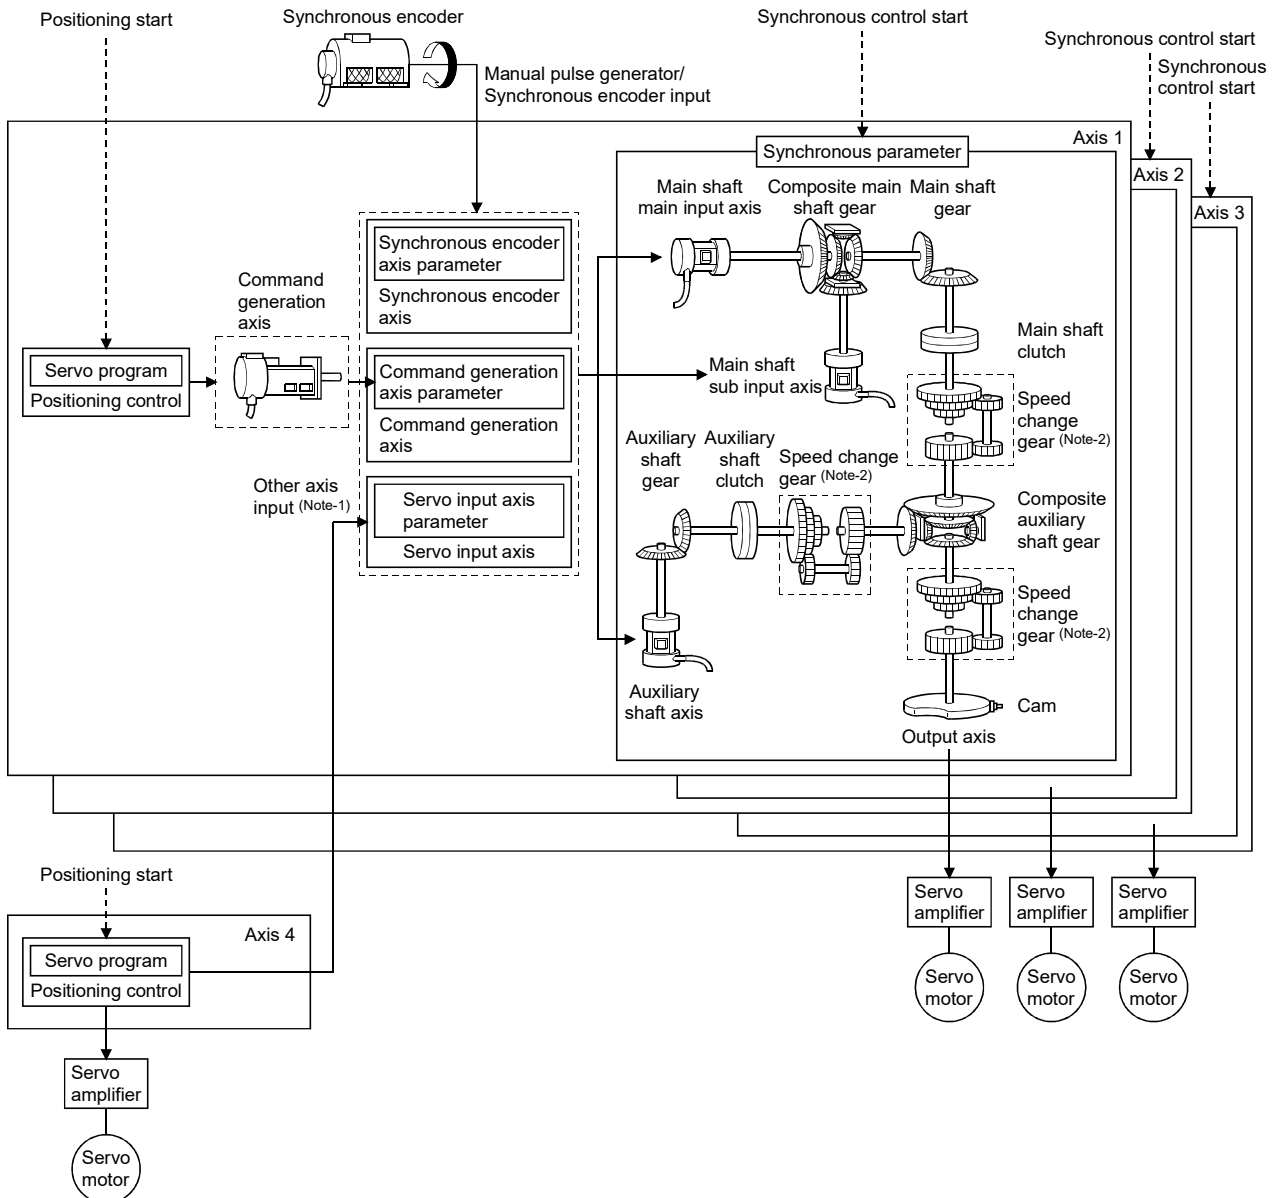 Positioning start
Synchronous encoder
Manual pulse generator/
Synchronous encoder input
Synchronous control start
Synchronous control start
Synchronous
control start
Axis 1
Axis 2
Axis 3
Synchronous parameter
Main shaft
main input axis
Composite main
shaft gear
Main shaft
gear
Synchronous encoder
axis parameter
Synchronous encoder
axis
Command
generation
axis
Servo program
Positioning control
Command generation
axis parameter
Command generation
axis
Main shaft
sub input axis
Main shaft
clutch
Speed
change
gear (Note-2)
Auxiliary
shaft
gear
Auxiliary
shaft
clutch
Speed change
gear (Note-2)
Other axis
input (Note-1)
Servo input axis
parameter
Servo input axis
Composite
auxiliary
shaft gear
Speed
change
gear (Note-2)
Auxiliary
shaft axis
Cam
Output axis
Positioning start
Axis 4
Servo program
Positioning control
Servo
amplifier
Servo
motor
Servo
amplifier
Servo
motor
Servo
amplifier
Servo
motor
Servo
amplifier
Servo
motor